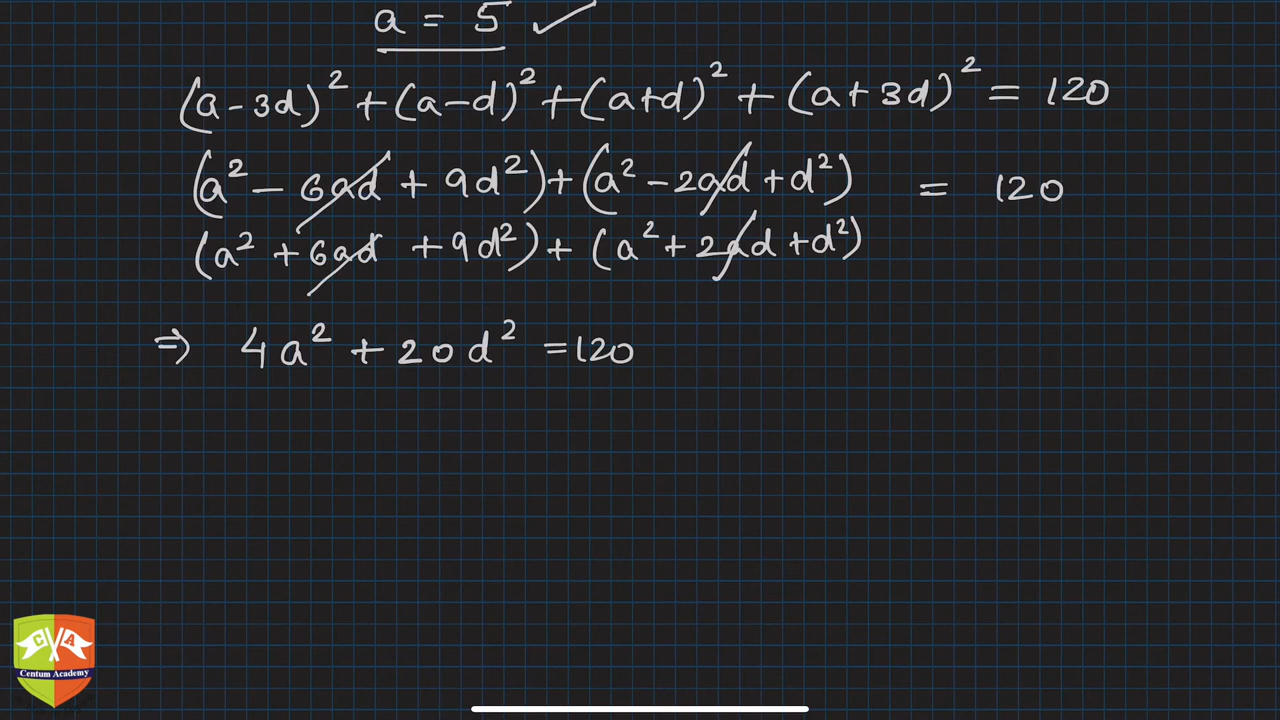 a = 5 ✓
(a-3d)² + (a-d)² + (a+d)² + (a+3d)² = 120
(a² - 6ad + 9d²) + (a² - 2ad + d²) = 120
(a² + 6ad + 9d²) + (a² + 2ad + d²)
⇒ 4a² + 20d² = 120
C A
Centum Academy